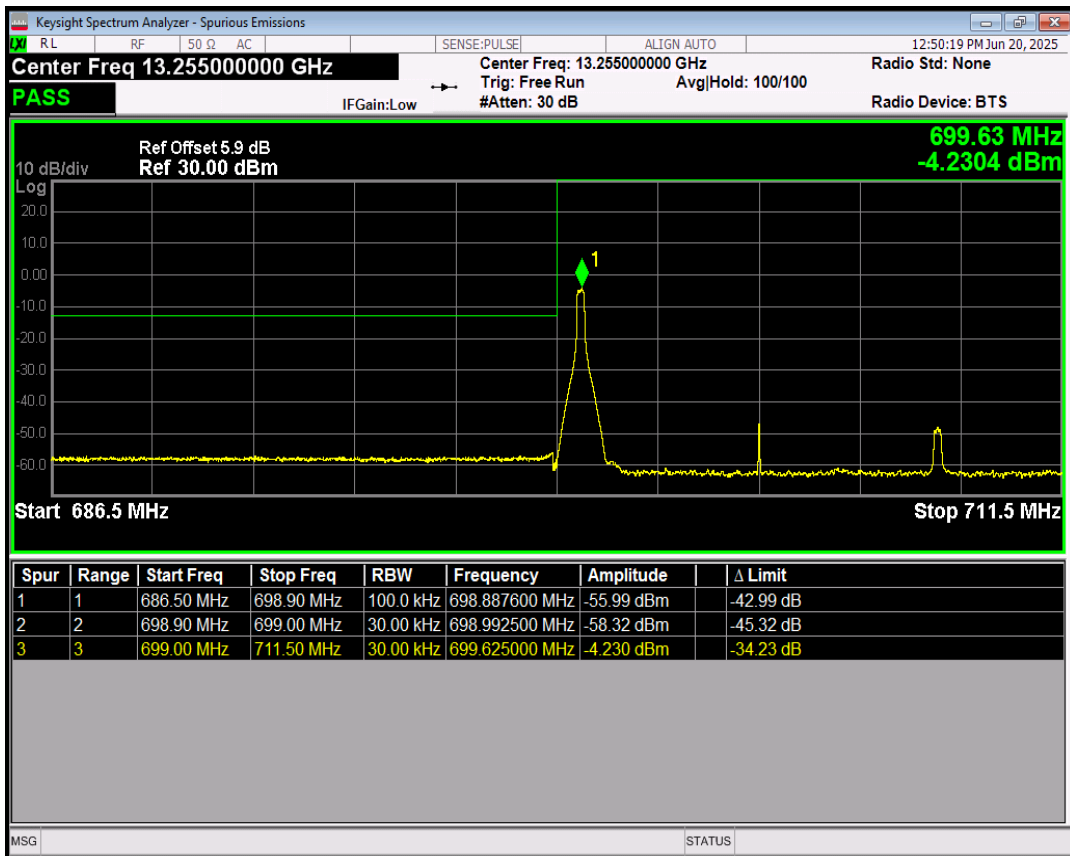 Keysight Spectrum Analyzer - Spurious Emissions
LXI RL RF 50 Ω AC SENSE:PULSE ALIGN AUTO 12:50:19 PM Jun 20, 2025
Center Freq 13.255000000 GHz Center Freq: 13.255000000 GHz Radio Std: None
Trig: Free Run Avg|Hold: 100/100
PASS IFGain:Low #Atten: 30 dB Radio Device: BTS
699.63 MHz
Ref Offset 5.9 dB
-4.2304 dBm
10 dB/div Ref 30.00 dBm
Log
20.0
10.0
1
0.00
-10.0
-20.0
-30.0
-40.0
-50.0
-60.0
Start 686.5 MHz Stop 711.5 MHz
Spur Range Start Freq Stop Freq RBW Frequency Amplitude Δ Limit
1 1 686.50 MHz 698.90 MHz 100.0 kHz 698.887600 MHz -55.99 dBm -42.99 dB
2 2 698.90 MHz 699.00 MHz 30.00 kHz 698.992500 MHz -58.32 dBm -45.32 dB
3 3 699.00 MHz 711.50 MHz 30.00 kHz 699.625000 MHz -4.230 dBm -34.23 dB
MSG STATUS